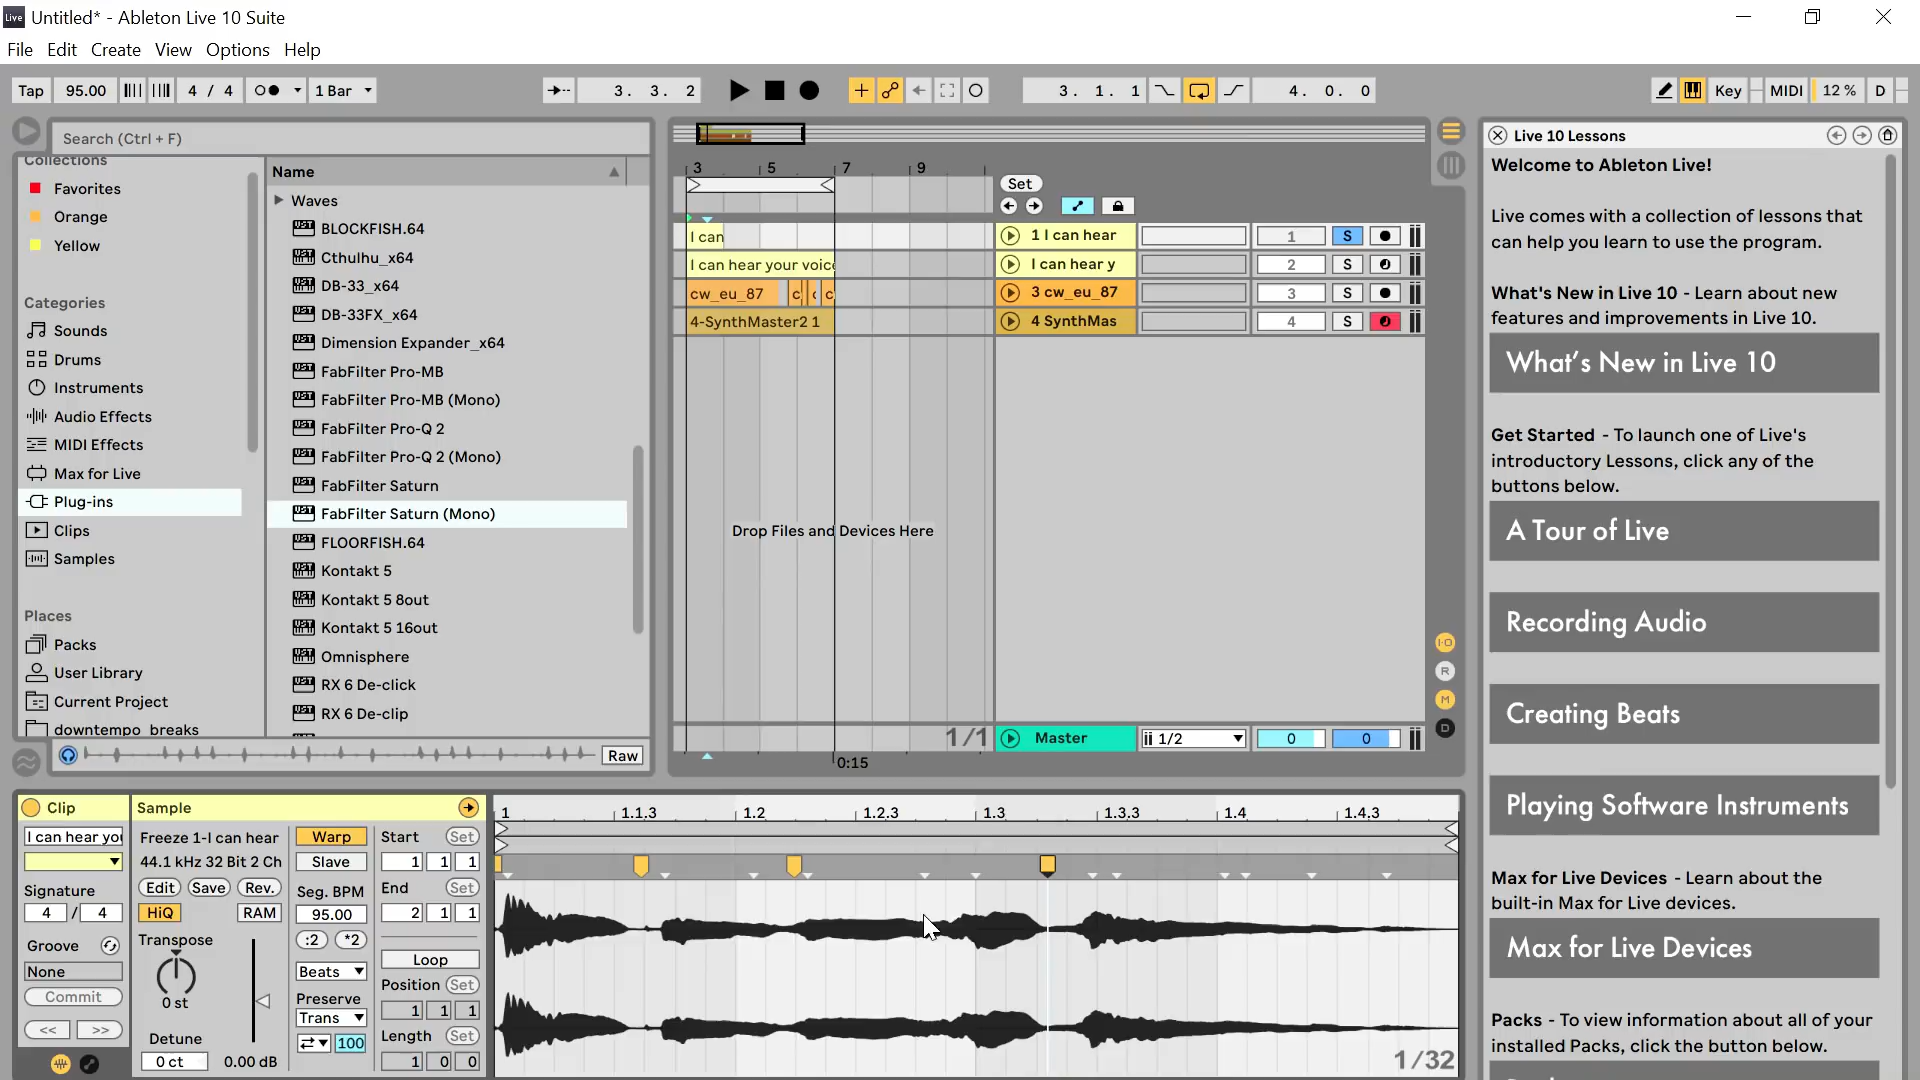 Untitled* - Ableton Live 10 Suite
File Edit Create View Options Help
Tap 95.00 4 / 4 1 Bar 3. 3. 2 3. 1. 1 4. 0. 0 Key MIDI 12 % D
Search (Ctrl + F)
Collections
Favorites
Orange
Yellow
Categories
Sounds
Drums
Instruments
Audio Effects
MIDI Effects
Max for Live
Plug-ins
Clips
Samples
Places
Packs
User Library
Current Project
downtempo breaks
Name
Waves
BLOCKFISH.64
Cthulhu_x64
DB-33_x64
DB-33FX_x64
Dimension Expander_x64
FabFilter Pro-MB
FabFilter Pro-MB (Mono)
FabFilter Pro-Q 2
FabFilter Pro-Q 2 (Mono)
FabFilter Saturn
FabFilter Saturn (Mono)
FLOORFISH.64
Kontakt 5
Kontakt 5 8out
Kontakt 5 16out
Omnisphere
RX 6 De-click
RX 6 De-clip
Raw
3 5 7 9
Set
I can 1 I can hear 1 S
I can hear your voice I can hear y 2 S
cw_eu_87 c c c 3 cw_eu_87 3 S
4-SynthMaster2 1 4 SynthMas 4 S
Drop Files and Devices Here
1/1 Master 1/2 0 0
0:15
I·O
R
M
D
Live 10 Lessons
Welcome to Ableton Live!
Live comes with a collection of lessons that
can help you learn to use the program.
What's New in Live 10 - Learn about new
features and improvements in Live 10.
What's New in Live 10
Get Started - To launch one of Live's
introductory Lessons, click any of the
buttons below.
A Tour of Live
Recording Audio
Creating Beats
Playing Software Instruments
Max for Live Devices - Learn about the
built-in Max for Live devices.
Max for Live Devices
Packs - To view information about all of your
installed Packs, click the button below.
Clip
I can hear you
Signature
4 / 4
Groove
None
Commit
<< >>
Sample
Freeze 1-I can hear
44.1 kHz 32 Bit 2 Ch
Edit Save Rev.
HiQ RAM
Transpose
0 st
Detune
0 ct 0.00 dB
Warp
Slave
Seg. BPM
95.00
:2 *2
Beats
Preserve
Trans
100
Start Set
1 1 1
End Set
2 1 1
Loop
Position Set
1 1 1
Length Set
1 0 0
1 1.1.3 1.2 1.2.3 1.3 1.3.3 1.4 1.4.3
1/32